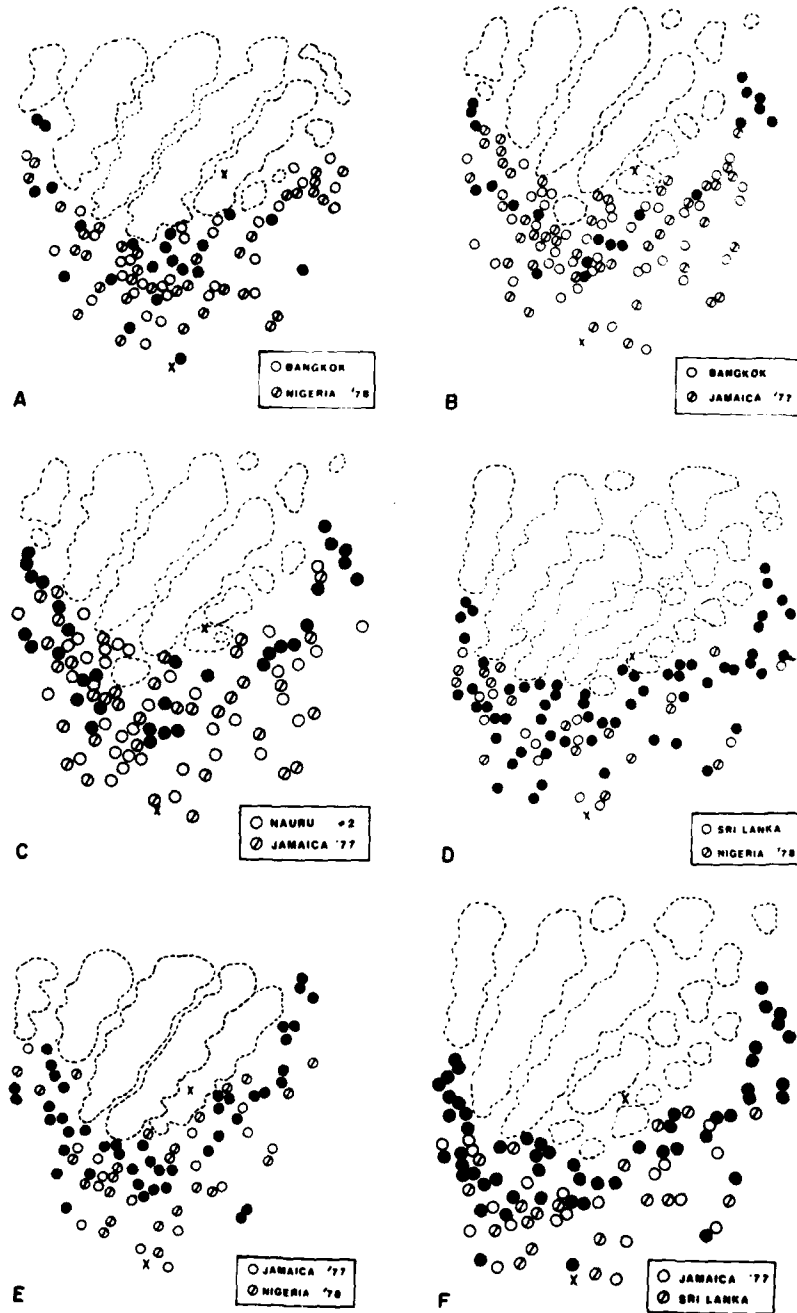 X
X
○ BANGKOK
⊘ NIGERIA '78
A
X
X
○ BANGKOK
⊘ JAMAICA '77
B
X
X
○ NAURU #2
⊘ JAMAICA '77
C
X
X
○ SRI LANKA
⊘ NIGERIA '78
D
X
X
○ JAMAICA '77
⊘ NIGERIA '78
E
X
X
○ JAMAICA '77
⊘ SRI LANKA
F